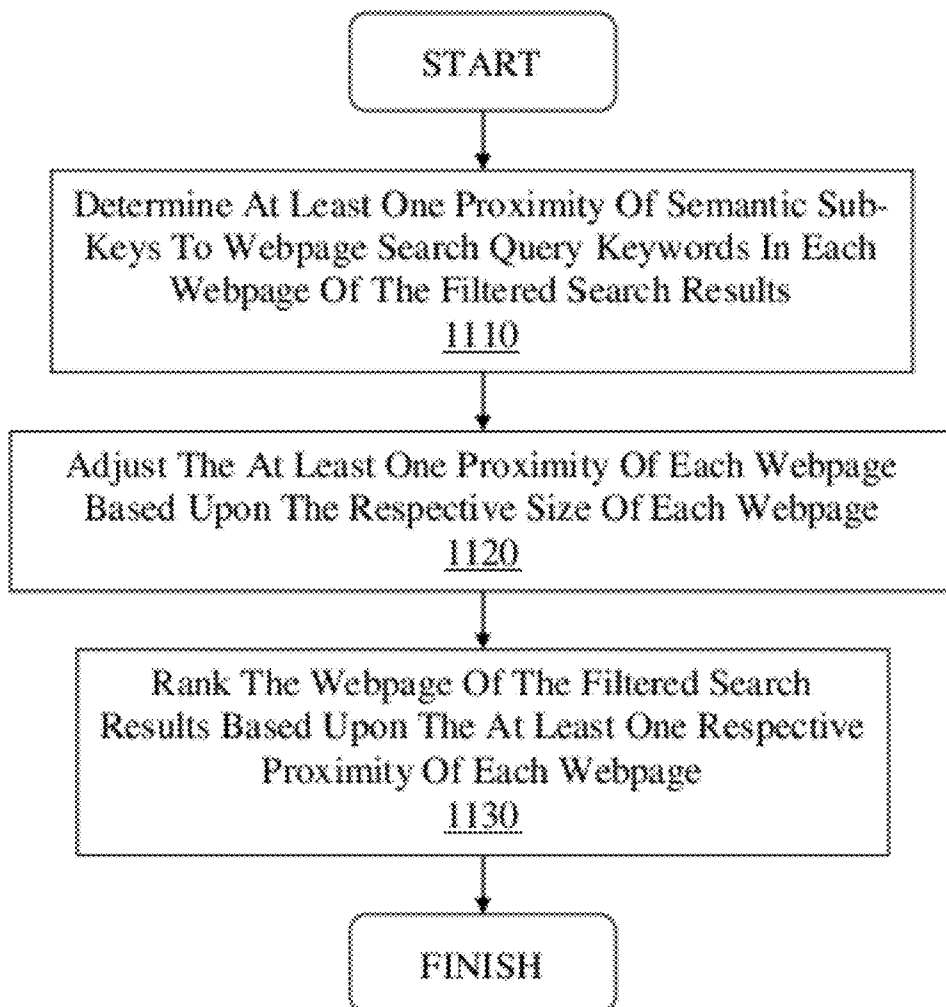 START
Determine At Least One Proximity Of Semantic Sub-
Keys To Webpage Search Query Keywords In Each
Webpage Of The Filtered Search Results
1110
Adjust The At Least One Proximity Of Each Webpage
Based Upon The Respective Size Of Each Webpage
1120
Rank The Webpage Of The Filtered Search
Results Based Upon The At Least One Respective
Proximity Of Each Webpage
1130
FINISH